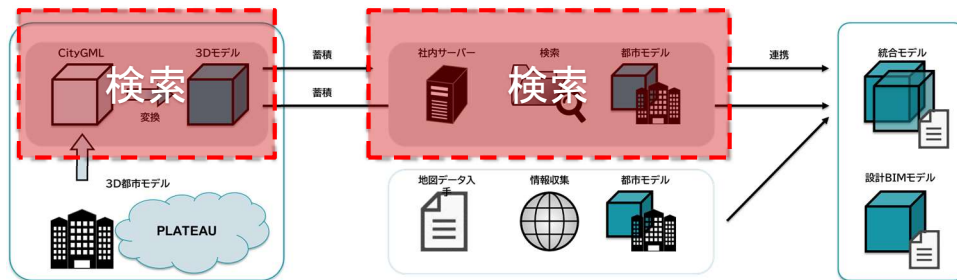 CityGML
3Dモデル
検索
変換
3D都市モデル
PLATEAU
蓄積
蓄積
社内サーバー
検索
都市モデル
検索
地図データ入
手
情報収集
都市モデル
連携
統合モデル
設計BIMモデル